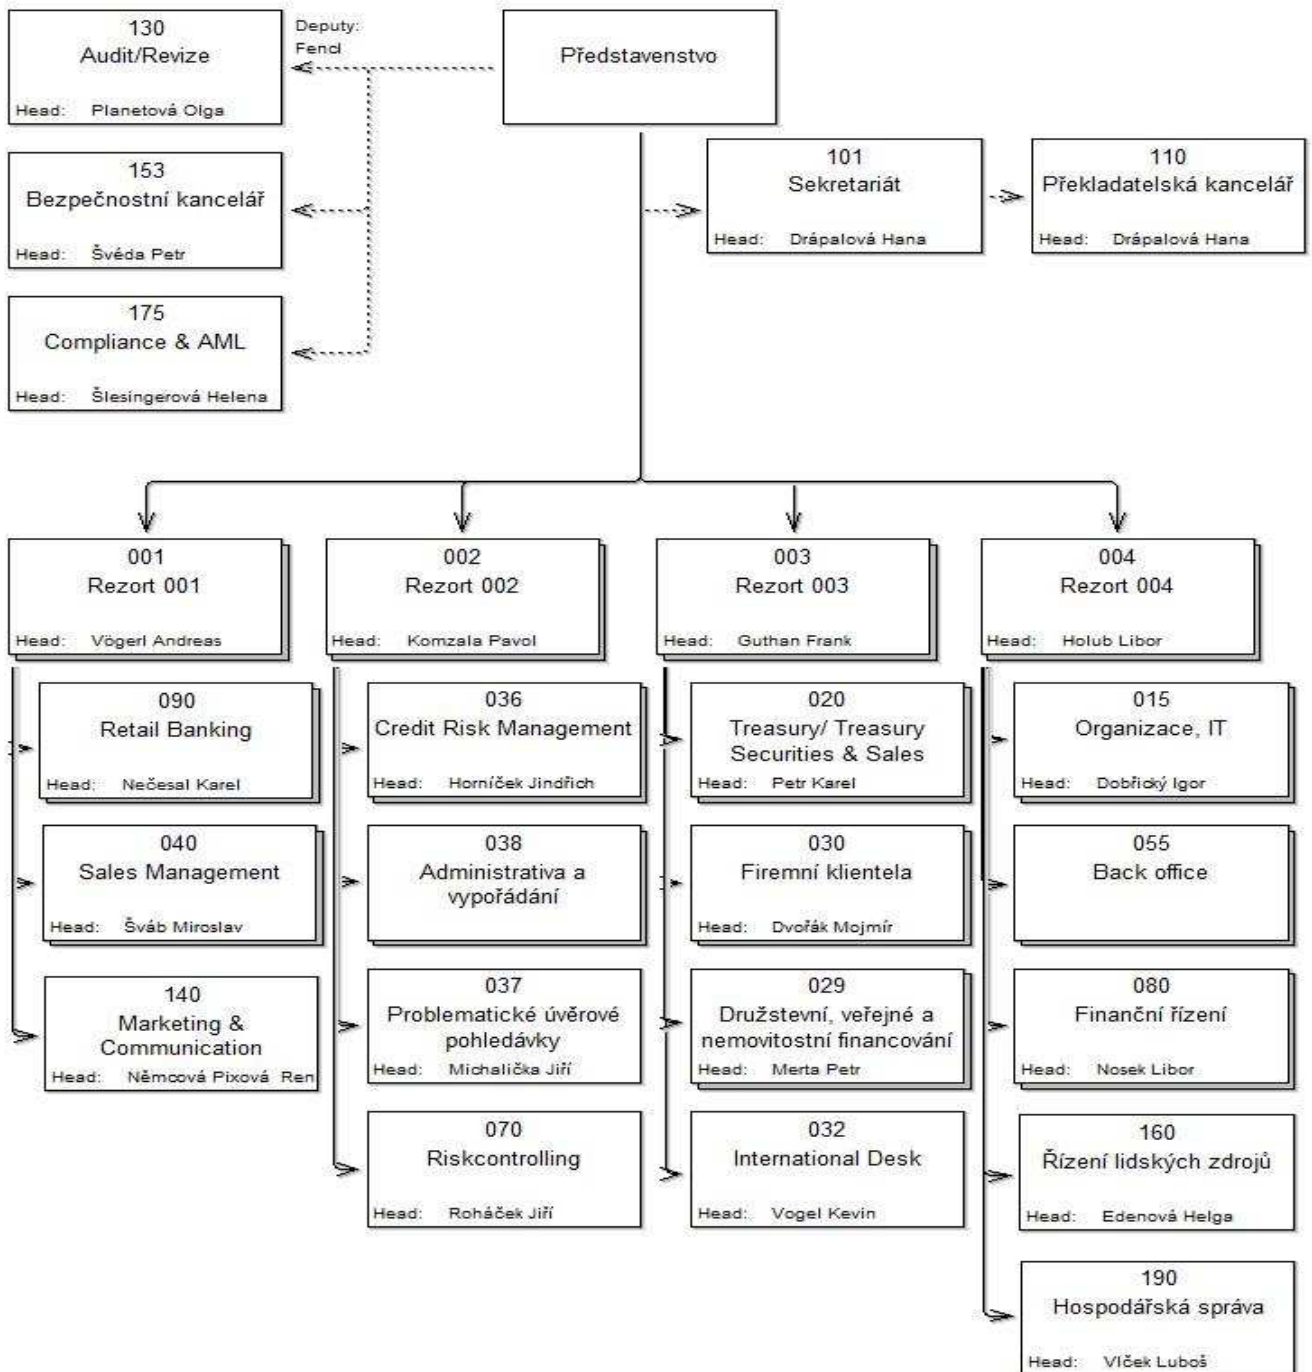 130
Audit/Revize
Head: Planetová Olga
Deputy:
Fencl
Představenstvo
153
Bezpečnostní kancelář
Head: Švéda Petr
101
Sekretariát
Head: Drápalová Hana
110
Překladatelská kancelář
Head: Drápalová Hana
175
Compliance & AML
Head: Šlesingerová Helena
001
Rezort 001
Head: Vögerl Andreas
002
Rezort 002
Head: Komzala Pavol
003
Rezort 003
Head: Guthan Frank
004
Rezort 004
Head: Holub Libor
090
Retail Banking
Head: Nečesal Karel
040
Sales Management
Head: Šváb Miroslav
140
Marketing &
Communication
Head: Němcová Pixová Ren
036
Credit Risk Management
Head: Horníček Jindřich
038
Administrativa a
vypořádání
037
Problematické úvěrové
pohledávky
Head: Michalička Jiří
070
Riskcontrolling
Head: Roháček Jiří
020
Treasury/ Treasury
Securities & Sales
Head: Petr Karel
030
Firemní klientela
Head: Dvořák Mojmír
029
Družstevní, veřejné a
nemovitostní financování
Head: Merta Petr
032
International Desk
Head: Vogel Kevin
015
Organizace, IT
Head: Dobřický Igor
055
Back office
080
Finanční řízení
Head: Nosek Libor
160
Řízení lidských zdrojů
Head: Edenová Helga
190
Hospodářská správa
Head: Vlček Luboš